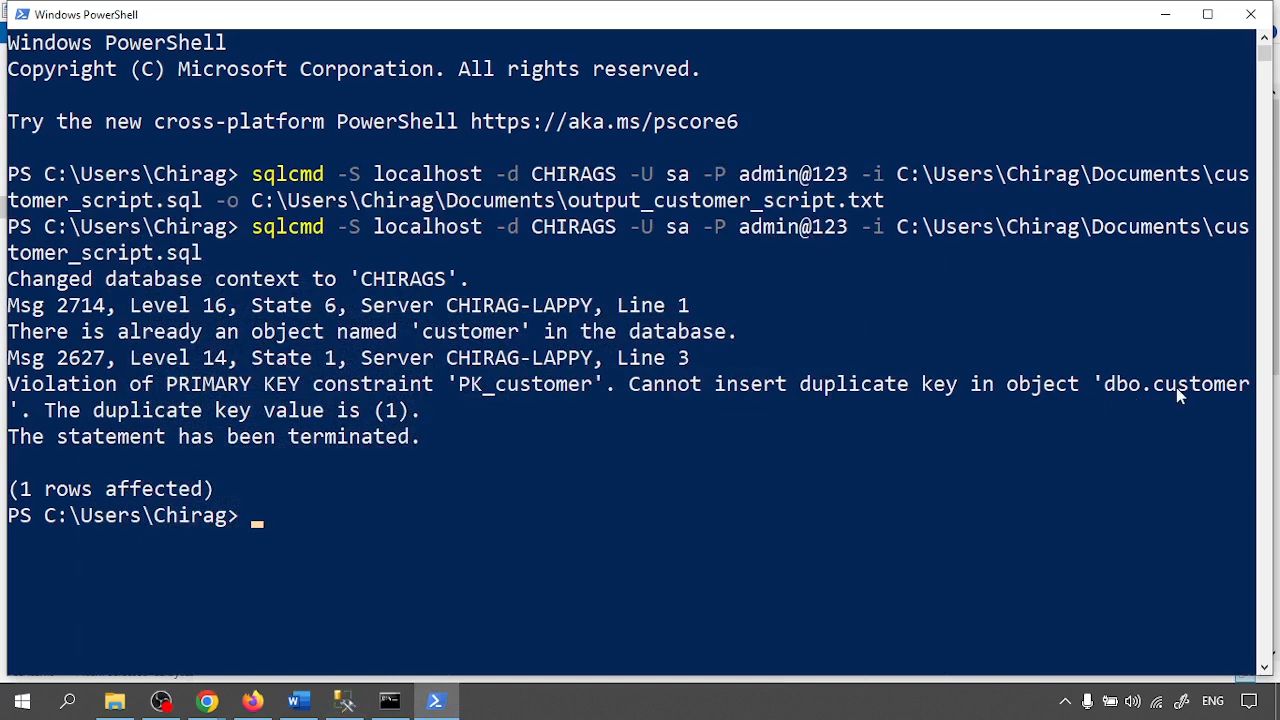 Windows PowerShell
Windows PowerShell
Copyright (C) Microsoft Corporation. All rights reserved.
Try the new cross-platform PowerShell https://aka.ms/pscore6
PS C:\Users\Chirag> sqlcmd -S localhost -d CHIRAGS -U sa -P admin@123 -i C:\Users\Chirag\Documents\cus
tomer_script.sql -o C:\Users\Chirag\Documents\output_customer_script.txt
PS C:\Users\Chirag> sqlcmd -S localhost -d CHIRAGS -U sa -P admin@123 -i C:\Users\Chirag\Documents\cus
tomer_script.sql
Changed database context to 'CHIRAGS'.
Msg 2714, Level 16, State 6, Server CHIRAG-LAPPY, Line 1
There is already an object named 'customer' in the database.
Msg 2627, Level 14, State 1, Server CHIRAG-LAPPY, Line 3
Violation of PRIMARY KEY constraint 'PK_customer'. Cannot insert duplicate key in object 'dbo.customer
'. The duplicate key value is (1).
The statement has been terminated.
(1 rows affected)
PS C:\Users\Chirag>
ENG